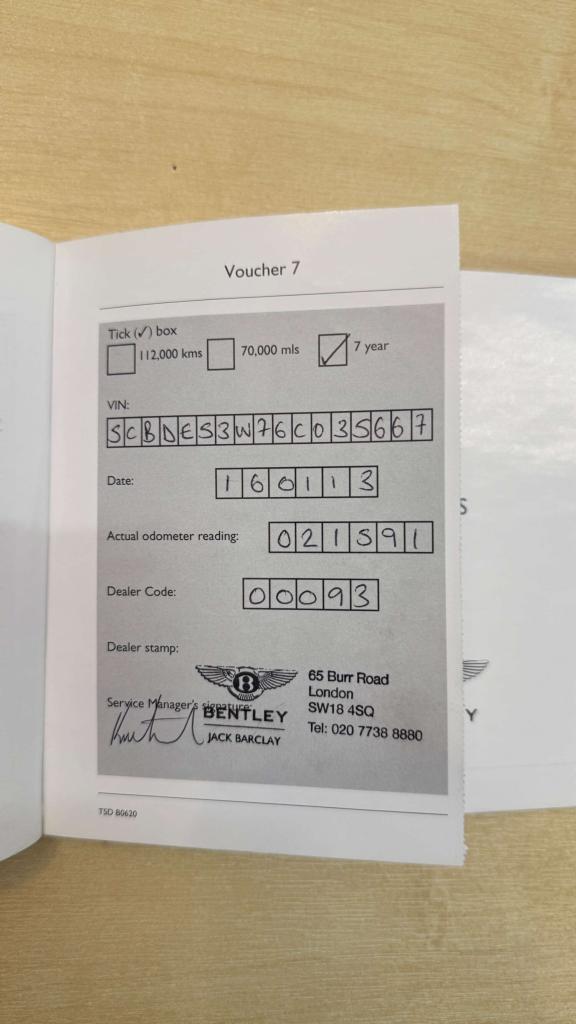 Voucher 7
Tick (✓) box
112,000 kms 70,000 mls ✓ 7 year
VIN:
SCBDES3W76C035667
Date: 160113
Actual odometer reading: 021591
Dealer Code: 00093
Dealer stamp:
Service Manager's signature:
B
BENTLEY
JACK BARCLAY
65 Burr Road
London
SW18 4SQ
Tel: 020 7738 8880
TSD B0620
S
Y